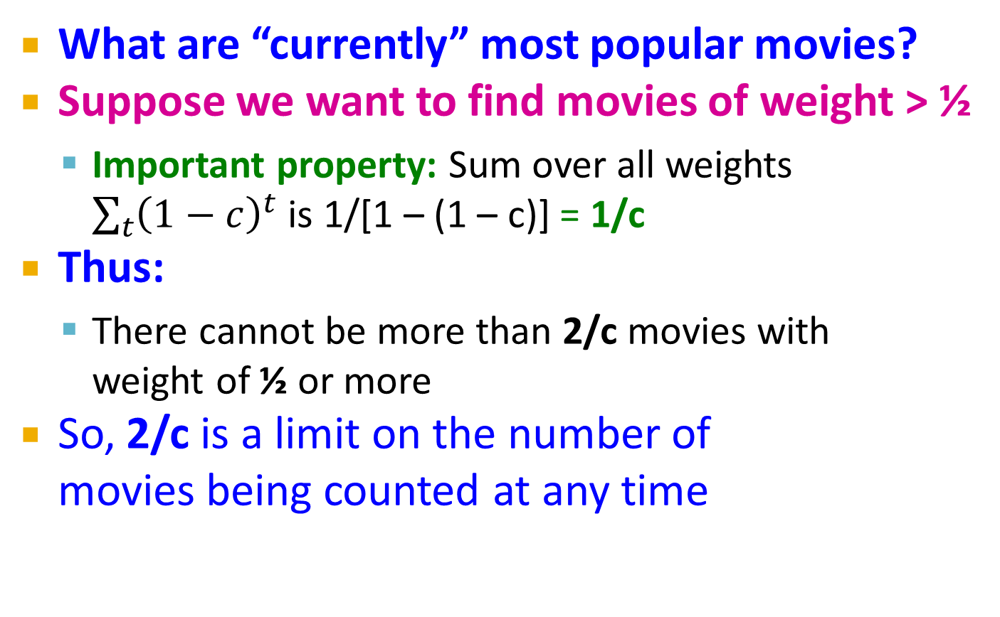 What are “currently” most popular movies?
Suppose we want to find movies of weight > ½
Important property: Sum over all weights
∑ₜ(1 − 𝑐)ᵗ is 1/[1 – (1 – c)] = 1/c
Thus:
There cannot be more than 2/c movies with
weight of ½ or more
So, 2/c is a limit on the number of
movies being counted at any time